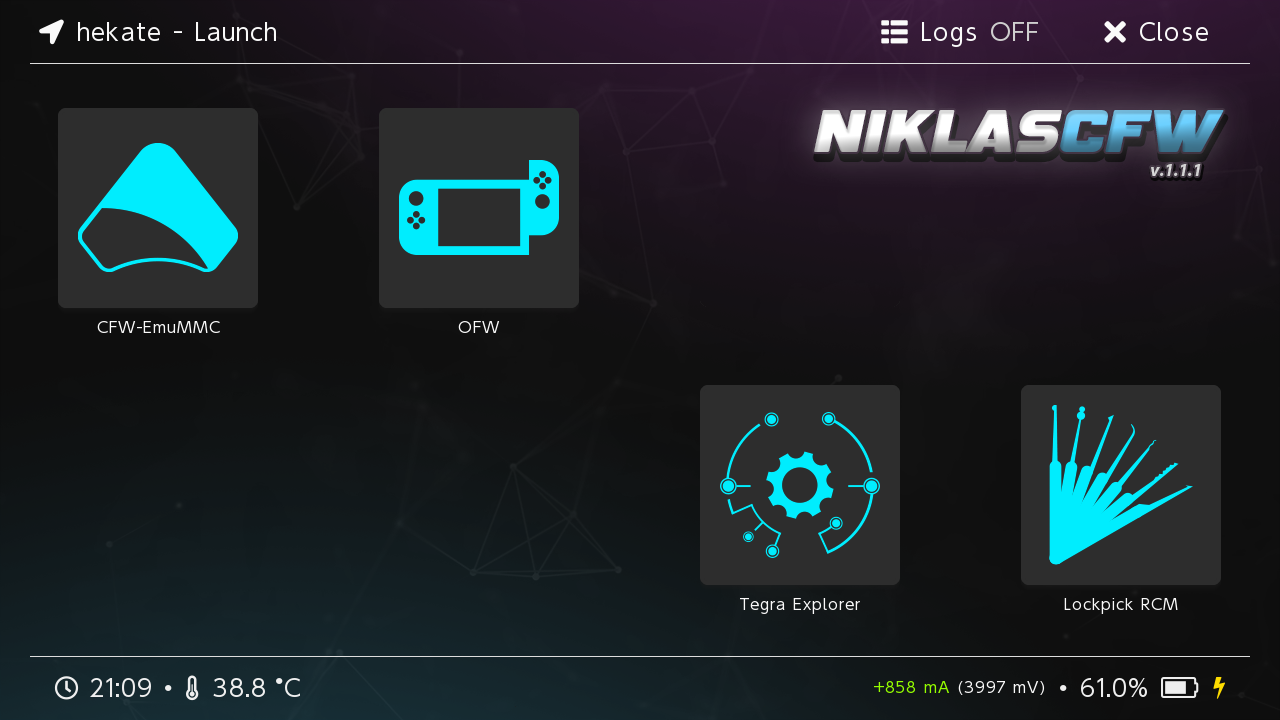 hekate - Launch
Logs OFF
Close
NIKLASCFW
v.1.1.1
CFW-EmuMMC
OFW
Tegra Explorer
Lockpick RCM
21:09 • 38.8 °C
+858 mA (3997 mV) • 61.0%